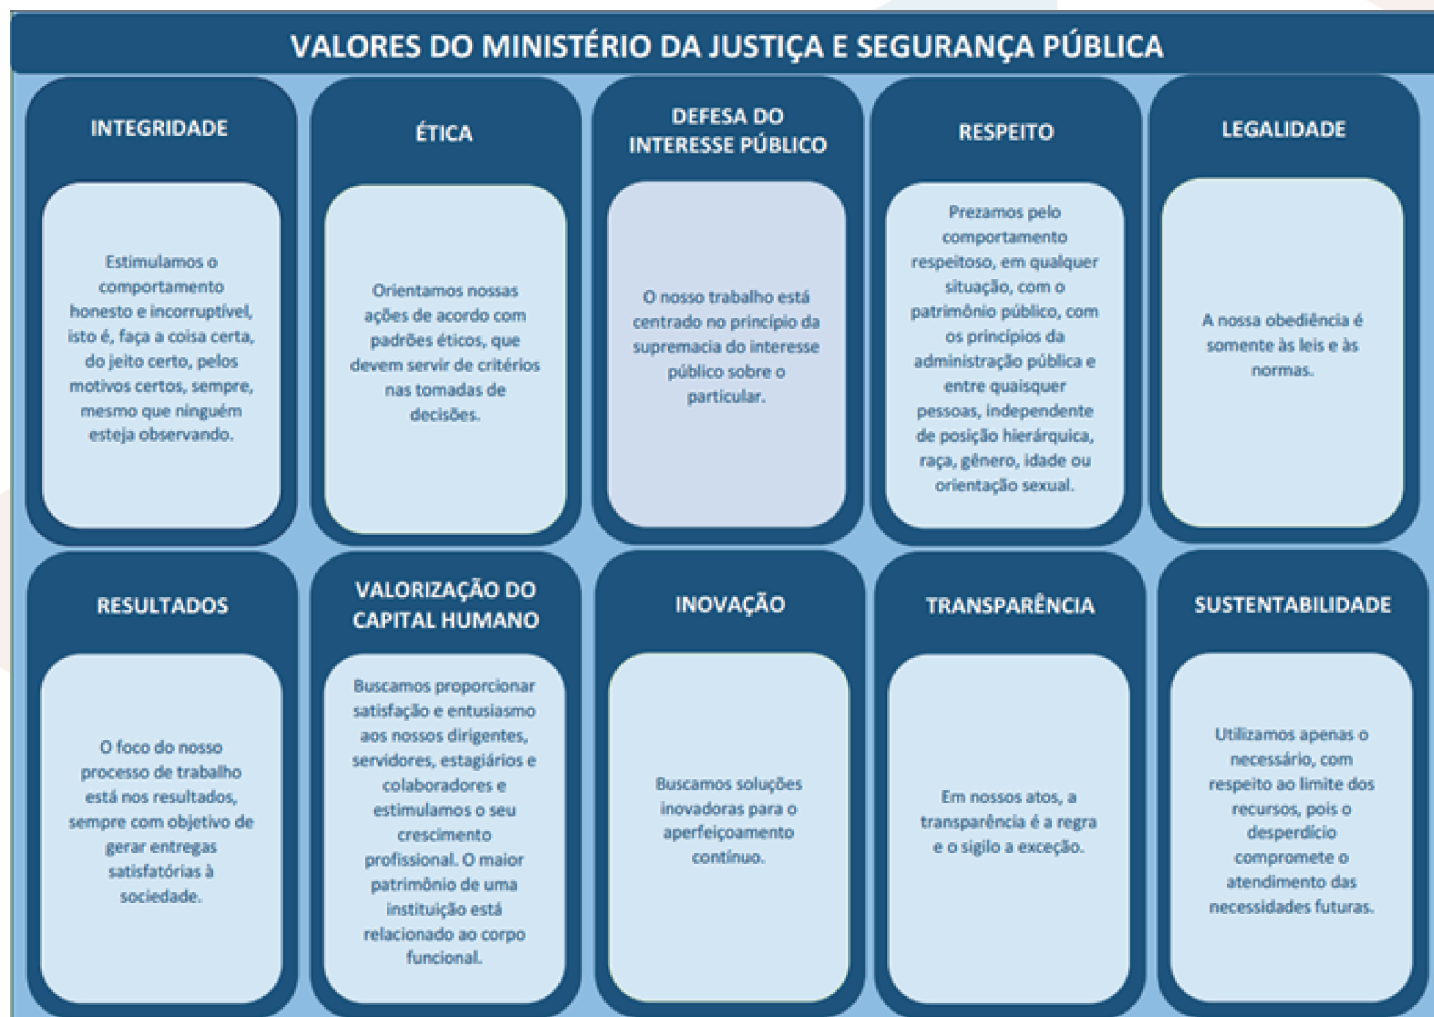 VALORES DO MINISTÉRIO DA JUSTIÇA E SEGURANÇA PÚBLICA
INTEGRIDADE
Estimulamos o
comportamento
honesto e incorruptível,
isto é, faça a coisa certa,
do jeito certo, pelos
motivos certos, sempre,
mesmo que ninguém
esteja observando.
ÉTICA
Orientamos nossas
ações de acordo com
padrões éticos, que
devem servir de critérios
nas tomadas de
decisões.
DEFESA DO
INTERESSE PÚBLICO
O nosso trabalho está
centrado no princípio da
supremacia do interesse
público sobre o
particular.
RESPEITO
Prezamos pelo
comportamento
respeitoso, em qualquer
situação, com o
patrimônio público, com
os princípios da
administração pública e
entre quaisquer
pessoas, independente
de posição hierárquica,
raça, gênero, idade ou
orientação sexual.
LEGALIDADE
A nossa obediência é
somente às leis e às
normas.
RESULTADOS
O foco do nosso
processo de trabalho
está nos resultados,
sempre com objetivo de
gerar entregas
satisfatórias à
sociedade.
VALORIZAÇÃO DO
CAPITAL HUMANO
Buscamos proporcionar
satisfação e entusiasmo
aos nossos dirigentes,
servidores, estagiários e
colaboradores e
estimulamos o seu
crescimento
profissional. O maior
patrimônio de uma
instituição está
relacionado ao corpo
funcional.
INOVAÇÃO
Buscamos soluções
inovadoras para o
aperfeiçoamento
contínuo.
TRANSPARÊNCIA
Em nossos atos, a
transparência é a regra
e o sigilo a exceção.
SUSTENTABILIDADE
Utilizamos apenas o
necessário, com
respeito ao limite dos
recursos, pois o
desperdício
compromete o
atendimento das
necessidades futuras.